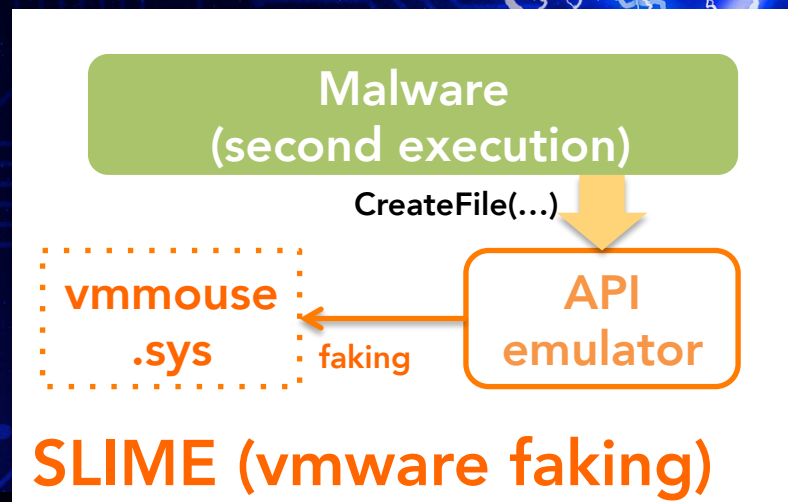 Malware
(second execution)
CreateFile(...)
vmmouse
.sys
faking
API
emulator
SLIME (vmware faking)